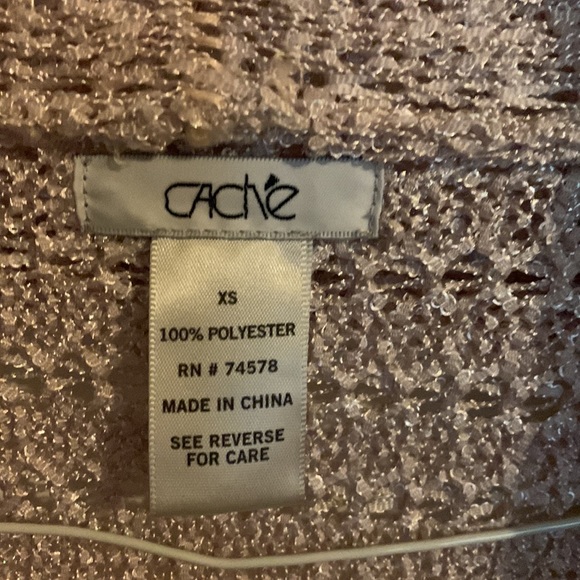 CAché
XS
100% POLYESTER
RN # 74578
MADE IN CHINA
SEE REVERSE
FOR CARE